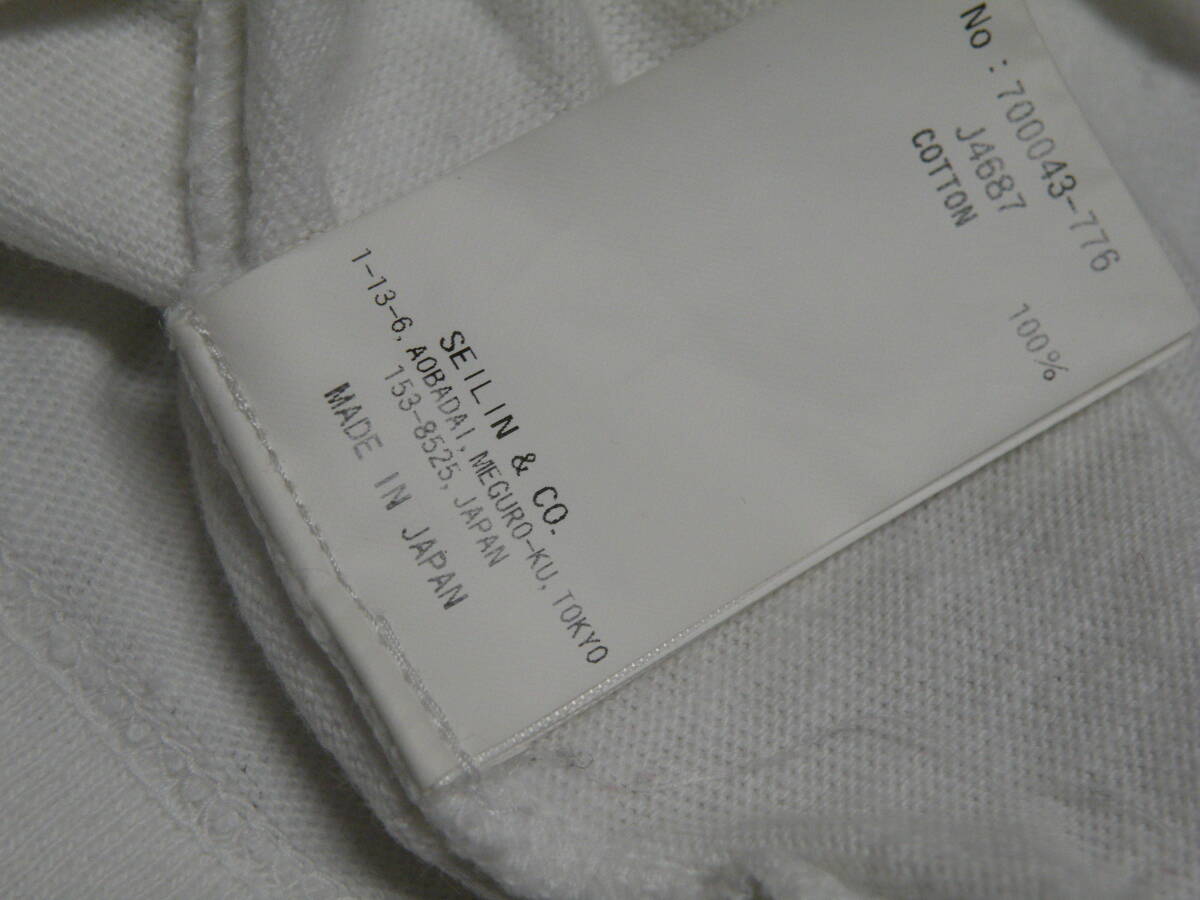 No : 700043-776
J4687
COTTON 100%
SEILIN & CO.
1-13-6, AOBADAI, MEGURO-KU, TOKYO
153-8525, JAPAN
MADE IN JAPAN